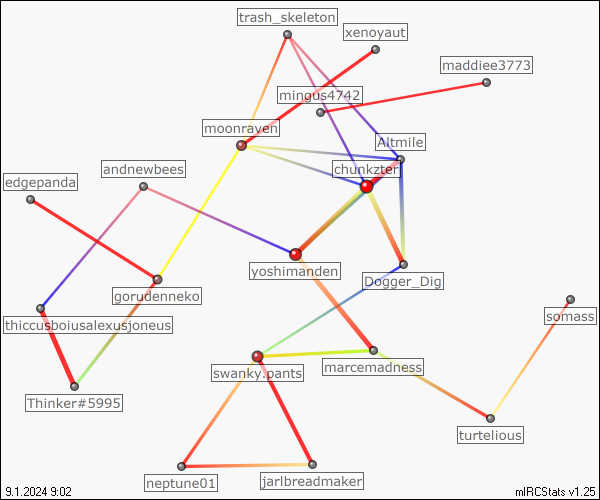 trash_skeleton
xenoyaut
maddiee3773
mingus4742
moonraven
Altmile
andnewbees
chunkzter
edgepanda
yoshimanden
Dogger_Dig
gorudenneko
somass
thiccusboiusalexusjoneus
swanky.pants
marcemadness
Thinker#5995
turtelious
neptune01
jarlbreadmaker
9.1.2024 9:02
mIRCStats v1.25